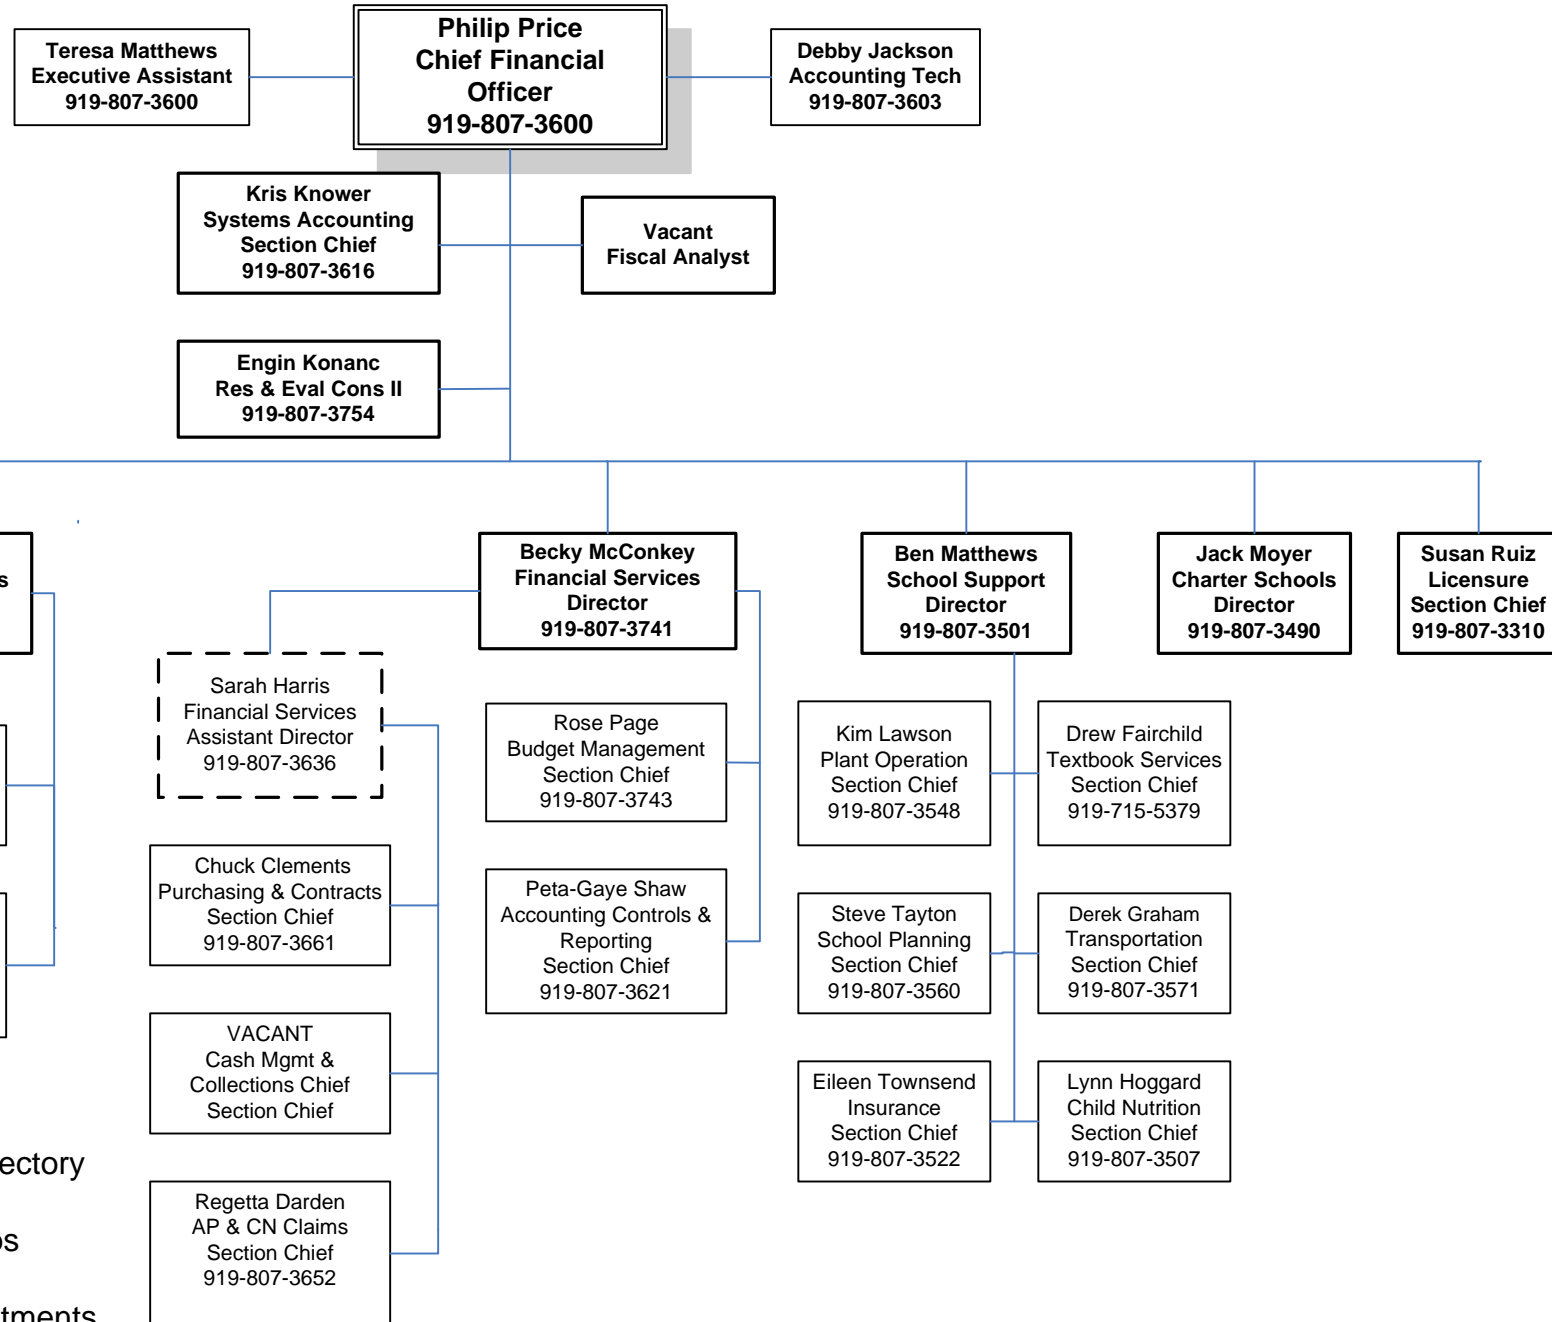 Teresa Matthews
Executive Assistant
919-807-3600
Philip Price
Chief Financial
Officer
919-807-3600
Debby Jackson
Accounting Tech
919-807-3603
Kris Knower
Systems Accounting
Section Chief
919-807-3616
Vacant
Fiscal Analyst
Engin Konanc
Res & Eval Cons II
919-807-3754
s
Becky McConkey
Financial Services
Director
919-807-3741
Ben Matthews
School Support
Director
919-807-3501
Jack Moyer
Charter Schools
Director
919-807-3490
Susan Ruiz
Licensure
Section Chief
919-807-3310
Sarah Harris
Financial Services
Assistant Director
919-807-3636
Rose Page
Budget Management
Section Chief
919-807-3743
Kim Lawson
Plant Operation
Section Chief
919-807-3548
Drew Fairchild
Textbook Services
Section Chief
919-715-5379
Chuck Clements
Purchasing & Contracts
Section Chief
919-807-3661
Peta-Gaye Shaw
Accounting Controls &
Reporting
Section Chief
919-807-3621
Steve Tayton
School Planning
Section Chief
919-807-3560
Derek Graham
Transportation
Section Chief
919-807-3571
VACANT
Cash Mgmt &
Collections Chief
Section Chief
Eileen Townsend
Insurance
Section Chief
919-807-3522
Lynn Hoggard
Child Nutrition
Section Chief
919-807-3507
Regetta Darden
AP & CN Claims
Section Chief
919-807-3652
ectory
os
tments